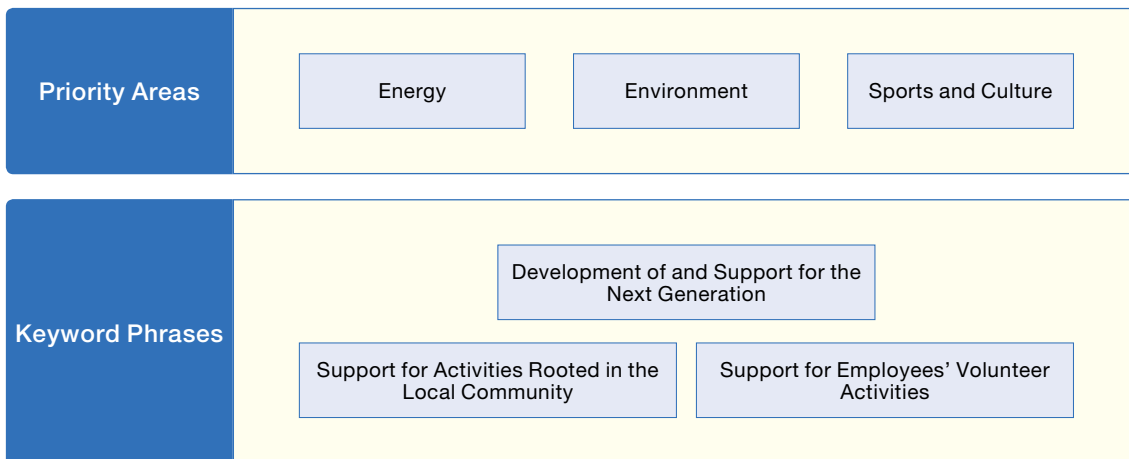 Priority Areas
Energy
Environment
Sports and Culture
Keyword Phrases
Development of and Support for the
Next Generation
Support for Activities Rooted in the
Local Community
Support for Employees’ Volunteer
Activities